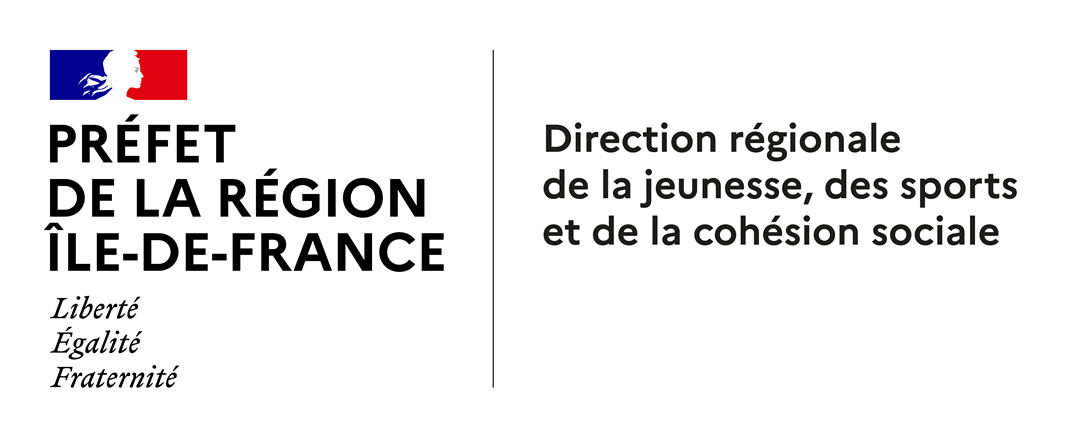 PRÉFET
DE LA RÉGION
ÎLE-DE-FRANCE
Liberté
Égalité
Fraternité
Direction régionale
de la jeunesse, des sports
et de la cohésion sociale